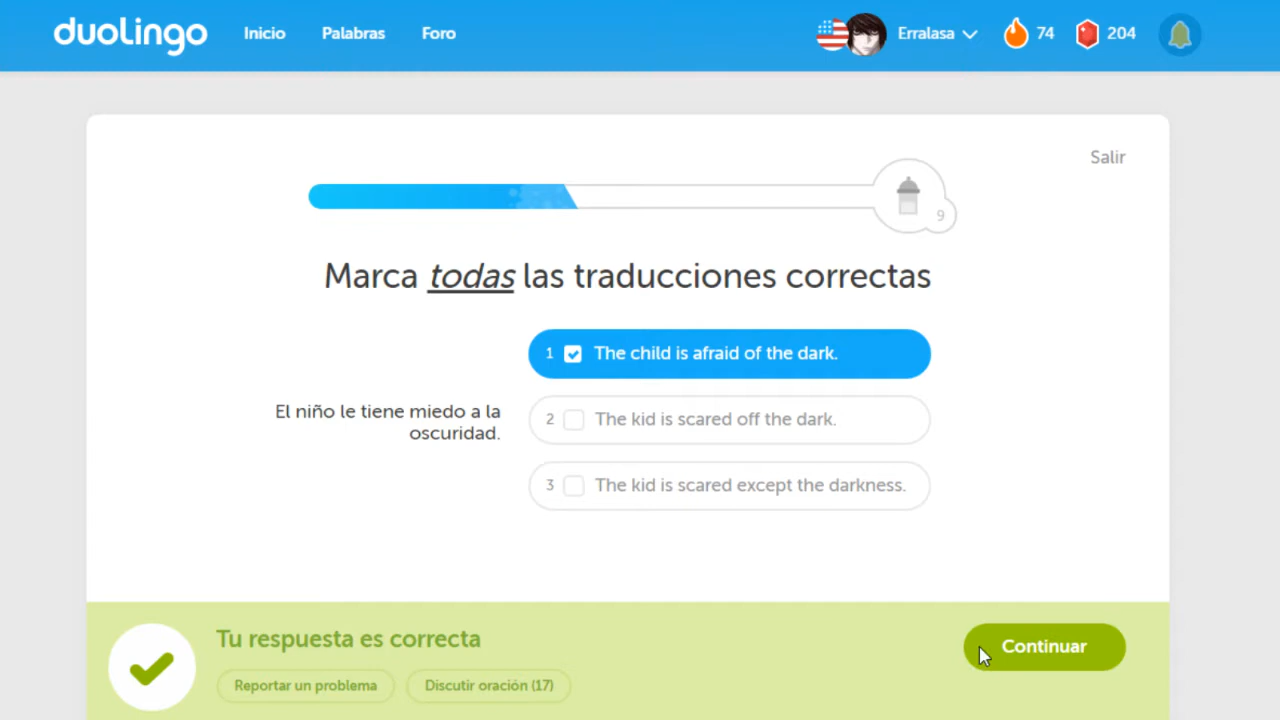 duolingo Inicio Palabras Foro Erralasa 74 204
Salir
9
Marca todas las traducciones correctas
1 The child is afraid of the dark.
El niño le tiene miedo a la
oscuridad.
2 The kid is scared off the dark.
3 The kid is scared except the darkness.
Tu respuesta es correcta
Reportar un problema Discutir oración (17)
Continuar